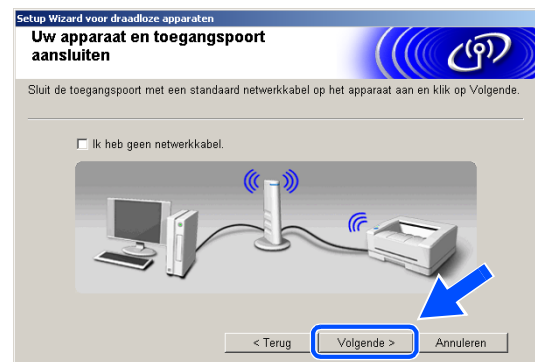 Setup Wizard voor draadloze apparaten
Uw apparaat en toegangspoort
aansluiten
Sluit de toegangspoort met een standaard netwerkkabel op het apparaat aan en klik op Volgende.
Ik heb geen netwerkkabel.
< Terug
Volgende >
Annuleren